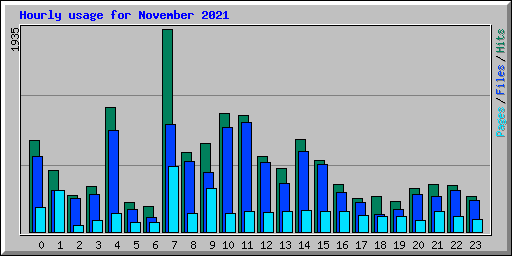 Hourly usage for November 2021
1935
Pages/Files/Hits
0 1 2 3 4 5 6 7 8 9 10 11 12 13 14 15 16 17 18 19 20 21 22 23